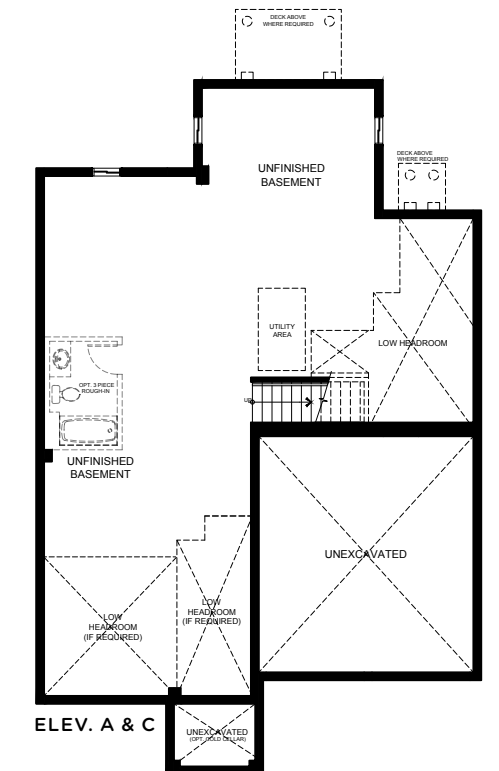 DECK ABOVE
WHERE REQUIRED
DECK ABOVE
WHERE REQUIRED
UNFINISHED
BASEMENT
UTILITY
AREA
LOW HEADROOM
OPT. 3 PIECE
ROUGH-IN
UP
UNFINISHED
BASEMENT
UNEXCAVATED
LOW
HEADROOM
(IF REQUIRED)
LOW
HEADROOM
(IF REQUIRED)
ELEV. A & C
UNEXCAVATED
(OPT. COLD CELLAR)